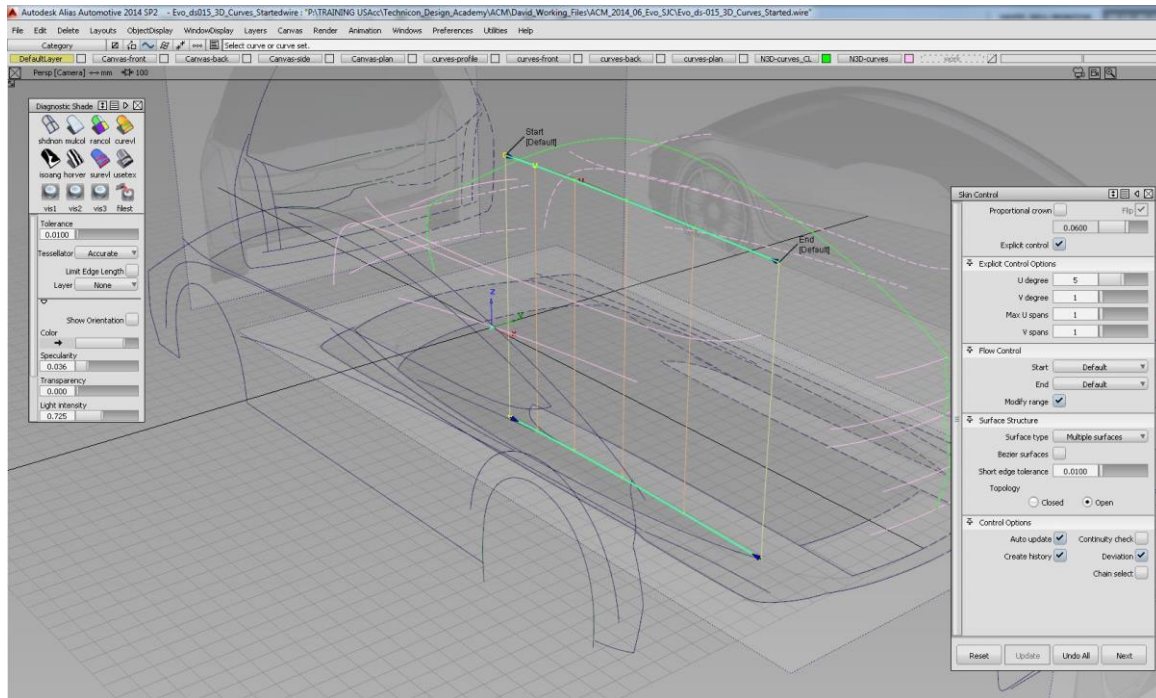 Autodesk Alias Automotive 2014 SP2 - Evo_ds015_3D_Curves_Startedwire : "P:\TRAINING USAcc\Technicon_Design_Academy\ACM\David_Working_Files\ACM_2014_06_Evo_SJC\Evo_ds-015_3D_Curves_Started.wire"
File Edit Delete Layouts ObjectDisplay WindowDisplay Layers Canvas Render Animation Windows Preferences Utilities Help
Category Select curve or curve set.
DefaultLayer Canvas-front Canvas-back Canvas-side Canvas-plan curves-profile curves-front curves-back curves-plan N3D-curves_CL N3D-curves work
Persp [Camera] mm 100
Diagnostic Shade
shdnon mulcol rancol curevl
isoang horver surevl usetex
vis1 vis2 vis3 filest
Tolerance
0.0100
Tessellator Accurate
Limit Edge Length
Layer None
Show Orientation
Color
Specularity
0.036
Transparency
0.000
Light intensity
0.725
Start
[Default]
End
[Default]
Z
Skin Control
Proportional crown Flip
0.0600
Explicit control
Explicit Control Options
U degree 5
V degree 1
Max U spans 1
V spans 1
Flow Control
Start Default
End Default
Modify range
Surface Structure
Surface type Multiple surfaces
Bezier surfaces
Short edge tolerance 0.0100
Topology
Closed Open
Control Options
Auto update Continuity check
Create history Deviation
Chain select
Reset Update Undo All Next